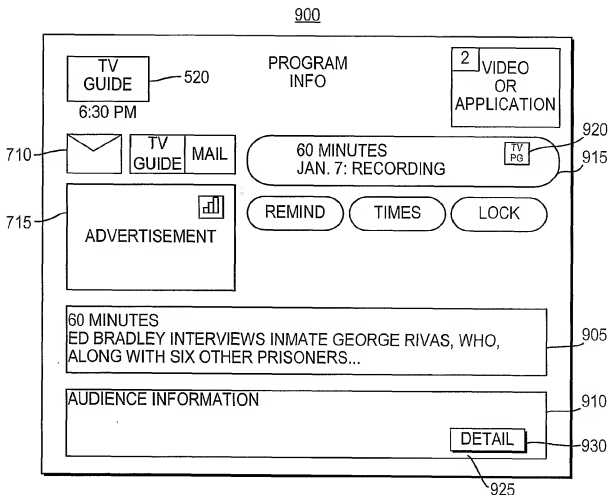 900
TV
GUIDE
520
6:30 PM
PROGRAM
INFO
2
VIDEO
OR
APPLICATION
710
TV
GUIDE
MAIL
60 MINUTES
JAN. 7: RECORDING
TV
PG
920
915
715
ADVERTISEMENT
REMIND
TIMES
LOCK
60 MINUTES
ED BRADLEY INTERVIEWS INMATE GEORGE RIVAS, WHO,
ALONG WITH SIX OTHER PRISONERS...
905
AUDIENCE INFORMATION
910
DETAIL
930
925